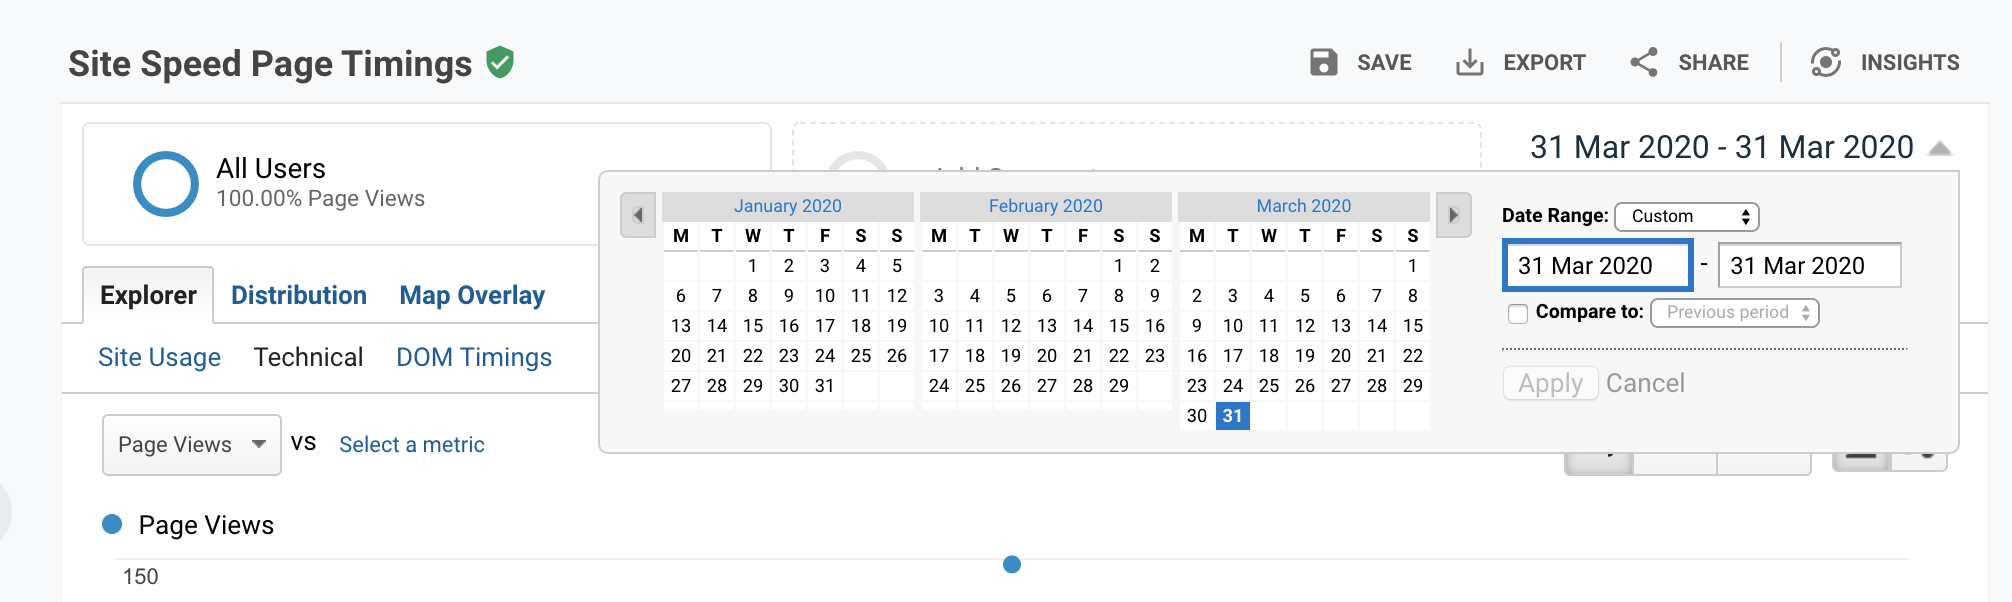 Site Speed Page Timings
SAVE EXPORT SHARE INSIGHTS
All Users
100.00% Page Views
31 Mar 2020 - 31 Mar 2020
January 2020
M T W T F S S
1 2 3 4 5
6 7 8 9 10 11 12
13 14 15 16 17 18 19
20 21 22 23 24 25 26
27 28 29 30 31
February 2020
M T W T F S S
1 2
3 4 5 6 7 8 9
10 11 12 13 14 15 16
17 18 19 20 21 22 23
24 25 26 27 28 29
March 2020
M T W T F S S
1
2 3 4 5 6 7 8
9 10 11 12 13 14 15
16 17 18 19 20 21 22
23 24 25 26 27 28 29
30 31
Date Range: Custom
31 Mar 2020 - 31 Mar 2020
Compare to: Previous period
Apply Cancel
Explorer Distribution Map Overlay
Site Usage Technical DOM Timings
Page Views VS Select a metric
Page Views
150